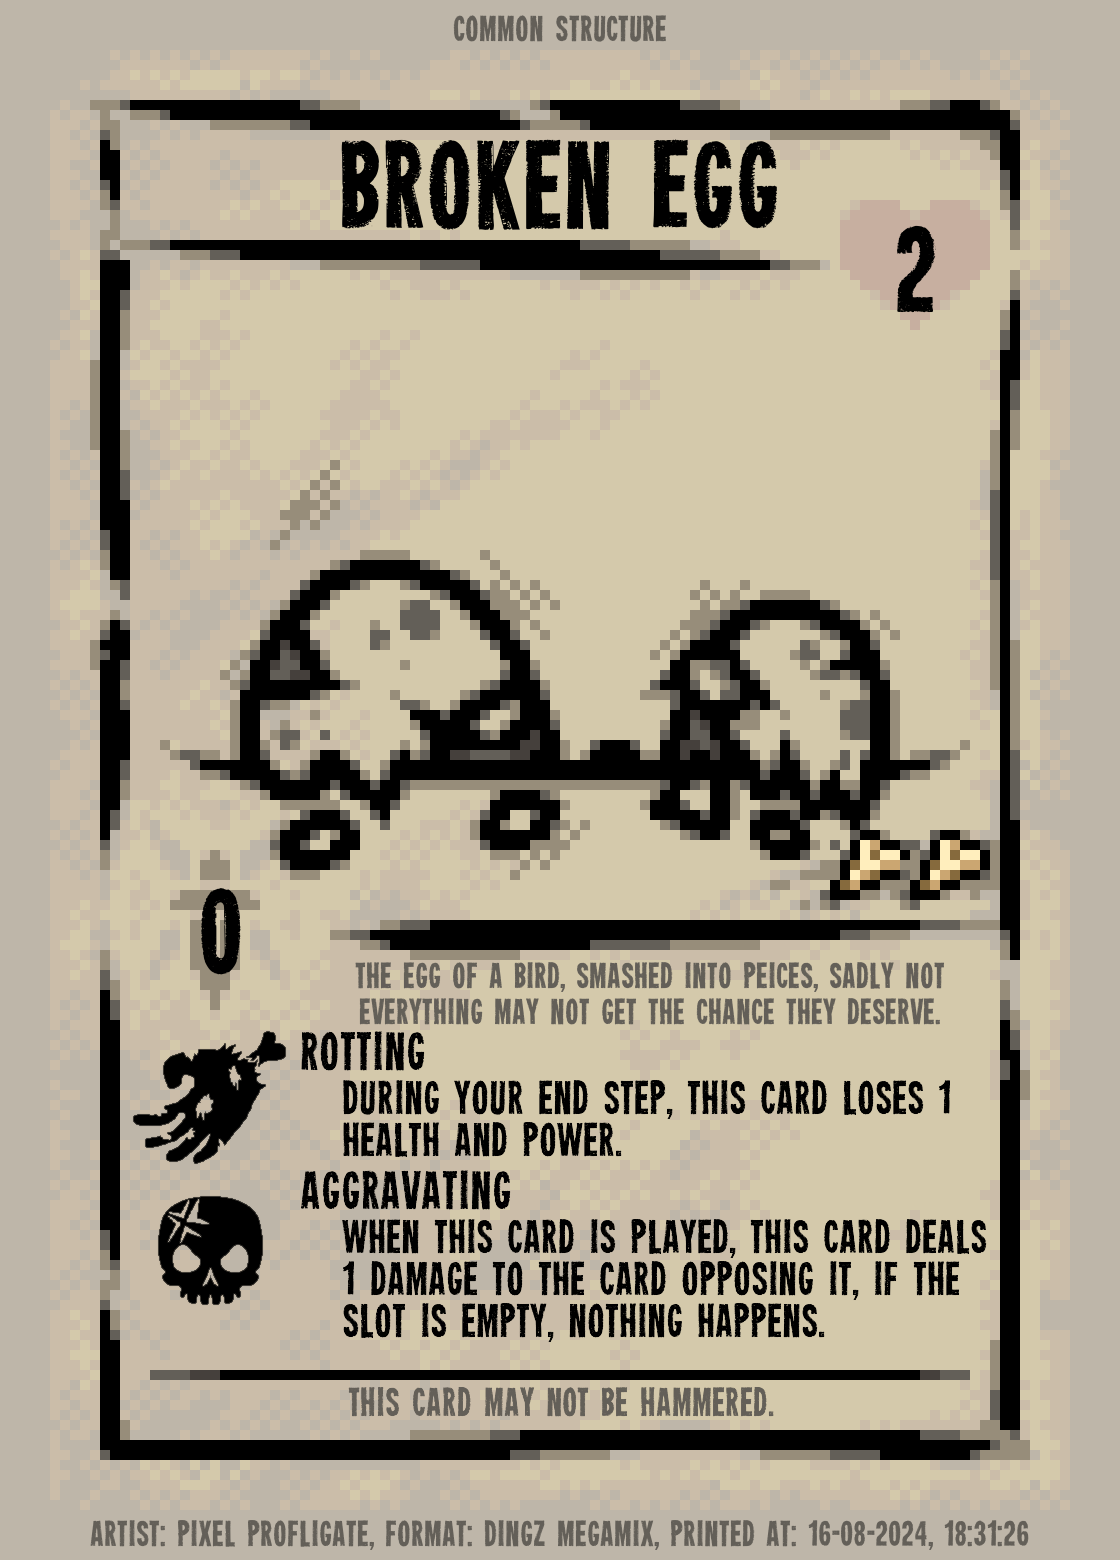 COMMON STRUCTURE
BROKEN EGG
2
0
THE EGG OF A BIRD, SMASHED INTO PEICES, SADLY NOT
EVERYTHING MAY NOT GET THE CHANCE THEY DESERVE.
ROTTING
DURING YOUR END STEP, THIS CARD LOSES 1
HEALTH AND POWER.
AGGRAVATING
WHEN THIS CARD IS PLAYED, THIS CARD DEALS
1 DAMAGE TO THE CARD OPPOSING IT, IF THE
SLOT IS EMPTY, NOTHING HAPPENS.
THIS CARD MAY NOT BE HAMMERED.
ARTIST: PIXEL PROFLIGATE, FORMAT: DINGZ MEGAMIX, PRINTED AT: 16-08-2024, 18:31:26